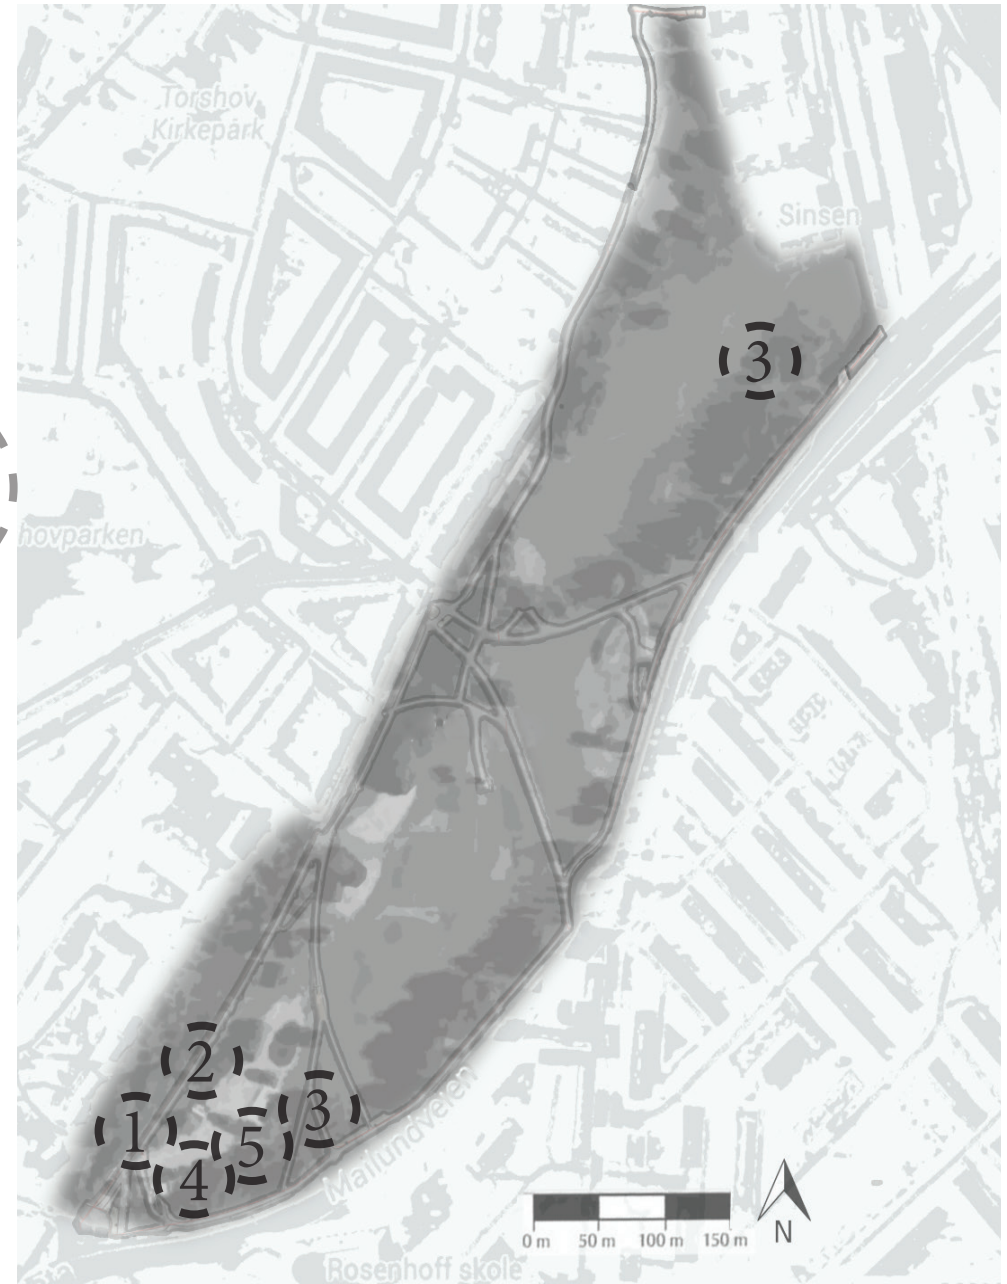 Torshov
Kirkepark
Sinsen
3
hovparken
2
3
1
5
4
Mailundveien
0 m 50 m 100 m 150 m
N
Rosenhoff skole